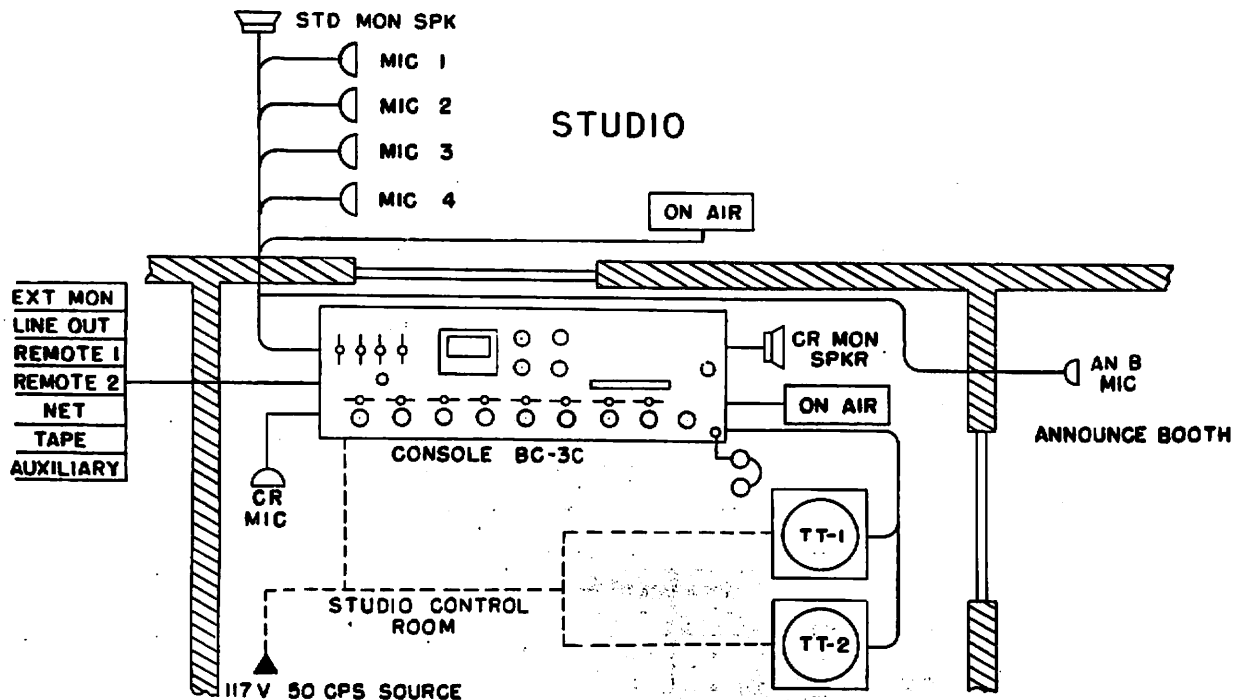 STD MON SPK
MIC 1
MIC 2
MIC 3
MIC 4
STUDIO
ON AIR
EXT MON
LINE OUT
REMOTE 1
REMOTE 2
NET
TAPE
AUXILIARY
CR MON
SPKR
ON AIR
AN B
MIC
ANNOUNCE BOOTH
CONSOLE BC-3C
CR
MIC
TT-1
STUDIO CONTROL
ROOM
TT-2
117 V 50 CPS SOURCE